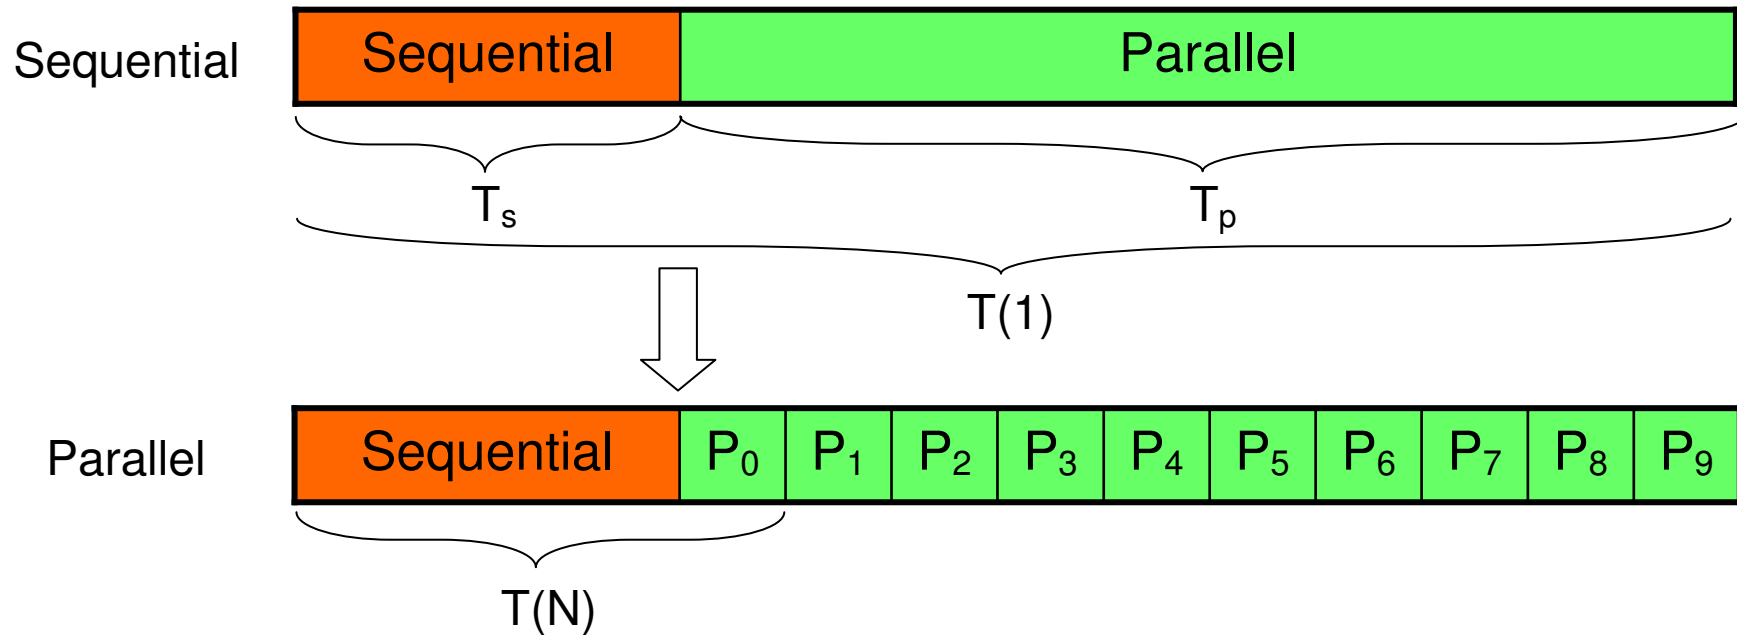 Sequential Sequential Parallel
Tₛ Tₚ
T(1)
Parallel Sequential P₀ P₁ P₂ P₃ P₄ P₅ P₆ P₇ P₈ P₉
T(N)